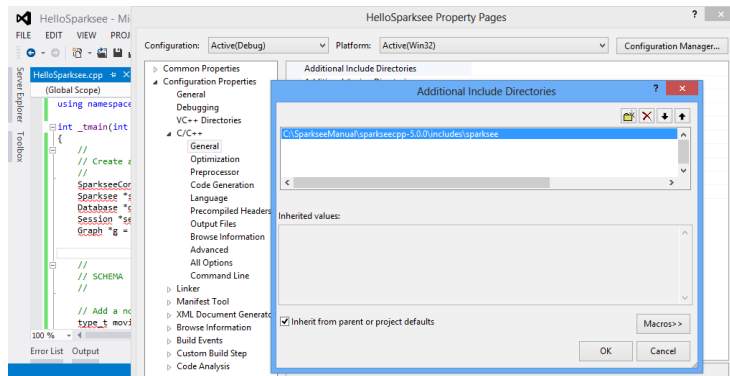 HelloSparksee - Mi
FILE EDIT VIEW PROJ
Server Explorer
Toolbox
HelloSparksee.cpp
(Global Scope)
using namespace
int _tmain(int
{
//
// Create a
//
SparkseeCon
Sparksee *s
Database *d
Session *se
Graph *g =
//
// SCHEMA
//
// Add a no
type_t movi
100 %
Error List Output
HelloSparksee Property Pages
? ×
Configuration: Active(Debug)
Platform: Active(Win32)
Configuration Manager...
Common Properties
Configuration Properties
General
Debugging
VC++ Directories
C/C++
General
Optimization
Preprocessor
Code Generation
Language
Precompiled Headers
Output Files
Browse Information
Advanced
All Options
Command Line
Linker
Manifest Tool
XML Document Generato
Browse Information
Build Events
Custom Build Step
Code Analysis
Additional Include Directories
Additional Include Directories
? ×
C:\SparkseeManual\sparkseecpp-5.0.0\includes\sparksee
Inherited values:
Inherit from parent or project defaults
Macros>>
OK Cancel